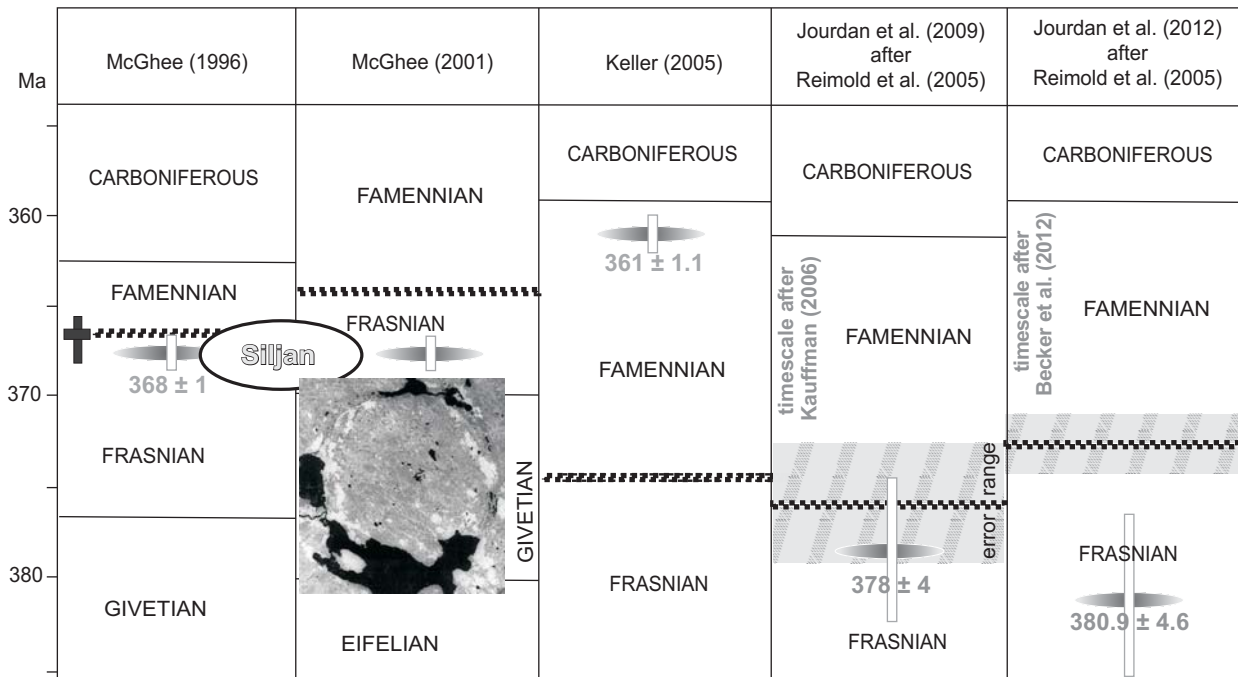 Ma
McGhee (1996)
McGhee (2001)
Keller (2005)
Jourdan et al. (2009)
after
Reimold et al. (2005)
Jourdan et al. (2012)
after
Reimold et al. (2005)
360
370
380
CARBONIFEROUS
FAMENNIAN
368 ± 1
FRASNIAN
GIVETIAN
Siljan
FAMENNIAN
FRASNIAN
GIVETIAN
EIFELIAN
CARBONIFEROUS
361 ± 1.1
FAMENNIAN
FRASNIAN
CARBONIFEROUS
timescale after
Kauffman (2006)
FAMENNIAN
error range
378 ± 4
FRASNIAN
CARBONIFEROUS
timescale after
Becker et al. (2012)
FAMENNIAN
FRASNIAN
380.9 ± 4.6